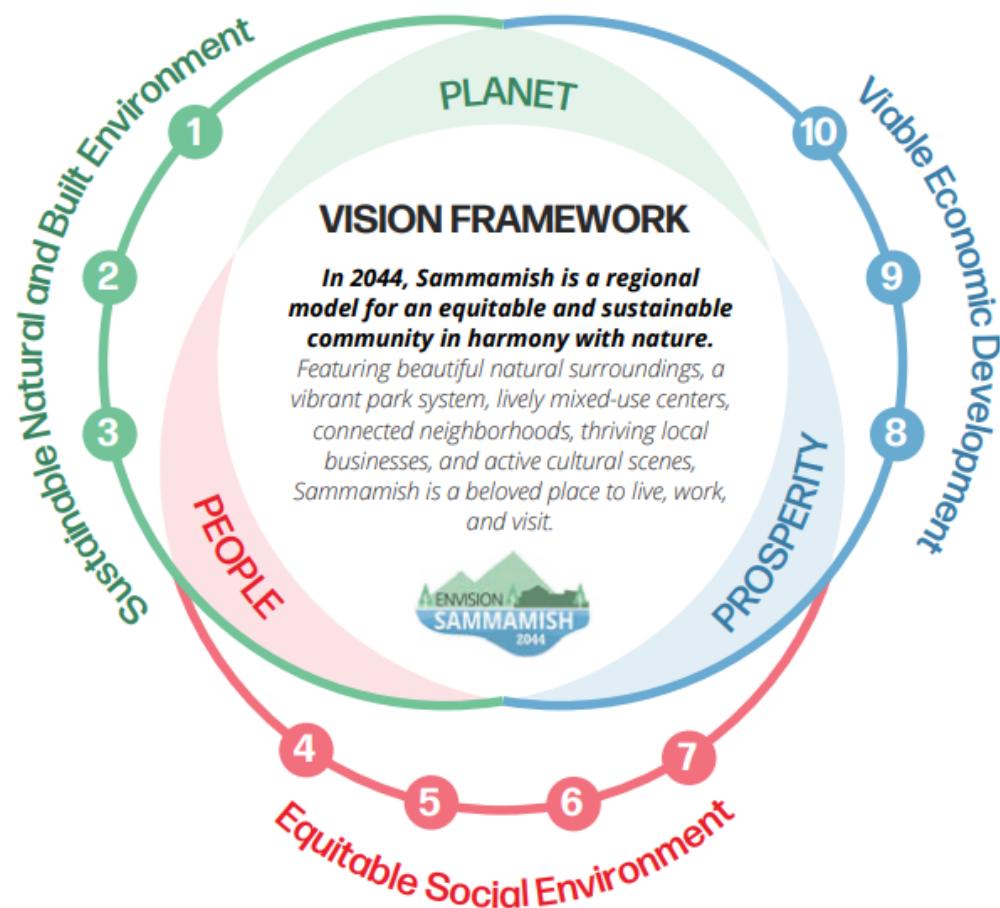 Sustainable Natural and Built Environment
1
2
3
PLANET
10
9
8
Viable Economic Development
VISION FRAMEWORK
In 2044, Sammamish is a regional
model for an equitable and sustainable
community in harmony with nature.
Featuring beautiful natural surroundings, a
vibrant park system, lively mixed-use centers,
connected neighborhoods, thriving local
businesses, and active cultural scenes,
Sammamish is a beloved place to live, work,
and visit.
PEOPLE
PROSPERITY
ENVISION
SAMMAMISH
2044
4
5
6
7
Equitable Social Environment